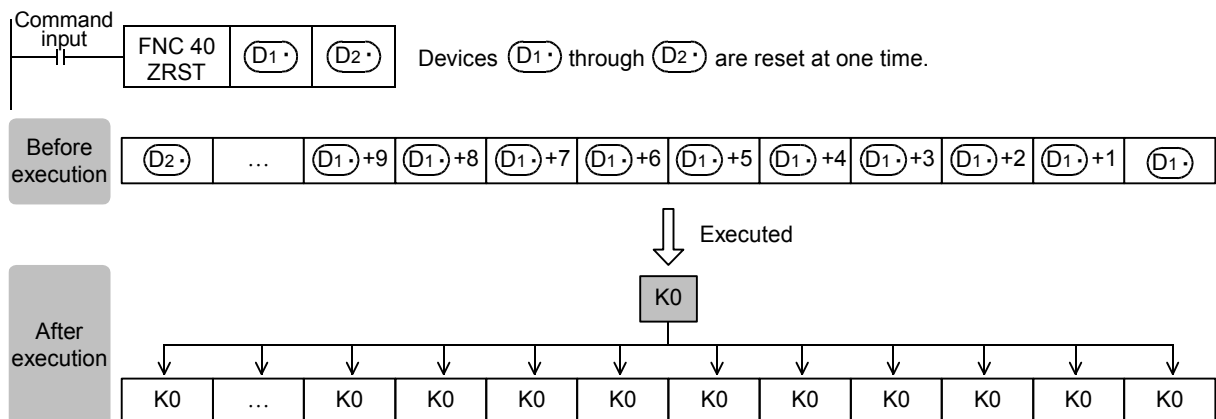 Command
input
FNC 40
ZRST
D1· D2·
Devices D1· through D2· are reset at one time.
Before
execution
D2· … D1·+9 D1·+8 D1·+7 D1·+6 D1·+5 D1·+4 D1·+3 D1·+2 D1·+1 D1·
Executed
K0
After
execution
K0 … K0 K0 K0 K0 K0 K0 K0 K0 K0 K0